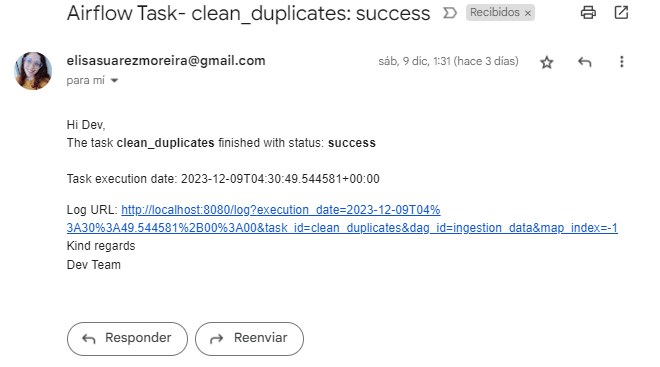 Airflow Task- clean_duplicates: success Recibidos ×
elisasuarezmoreira@gmail.com sáb, 9 dic, 1:31 (hace 3 días)
para mí
Hi Dev,
The task clean_duplicates finished with status: success
Task execution date: 2023-12-09T04:30:49.544581+00:00
Log URL: http://localhost:8080/log?execution_date=2023-12-09T04%
3A30%3A49.544581%2B00%3A00&task_id=clean_duplicates&dag_id=ingestion_data&map_index=-1
Kind regards
Dev Team
Responder Reenviar